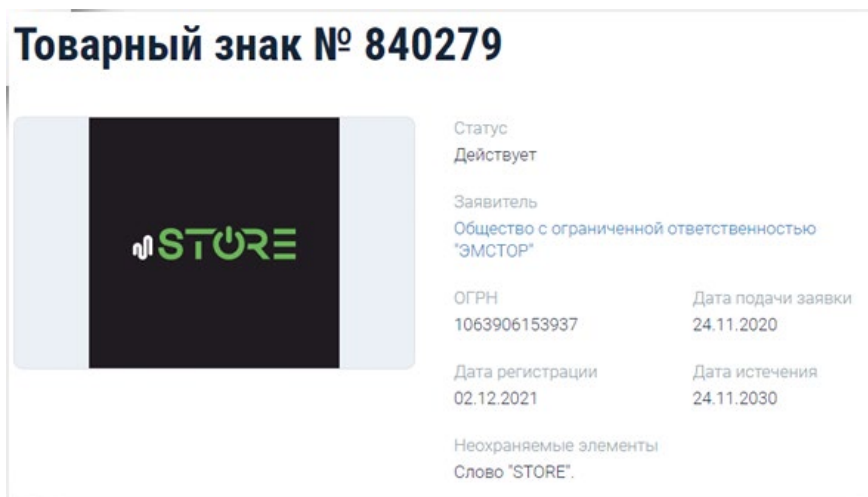 Товарный знак № 840279
STORE
Статус
Действует
Заявитель
Общество с ограниченной ответственностью
"ЭМСТОР"
ОГРН
1063906153937
Дата подачи заявки
24.11.2020
Дата регистрации
02.12.2021
Дата истечения
24.11.2030
Неохраняемые элементы
Слово "STORE".